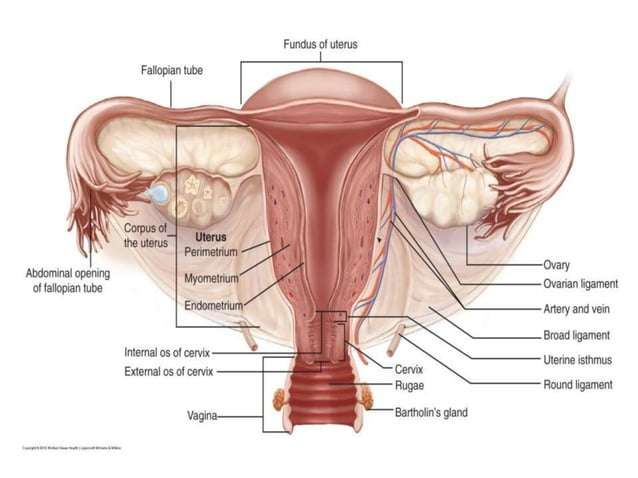 Fundus of uterus
Fallopian tube
Corpus of
the uterus
Uterus
Perimetrium
Myometrium
Endometrium
Abdominal opening
of fallopian tube
Internal os of cervix
External os of cervix
Vagina
Ovary
Ovarian ligament
Artery and vein
Broad ligament
Uterine isthmus
Round ligament
Cervix
Rugae
Bartholin's gland